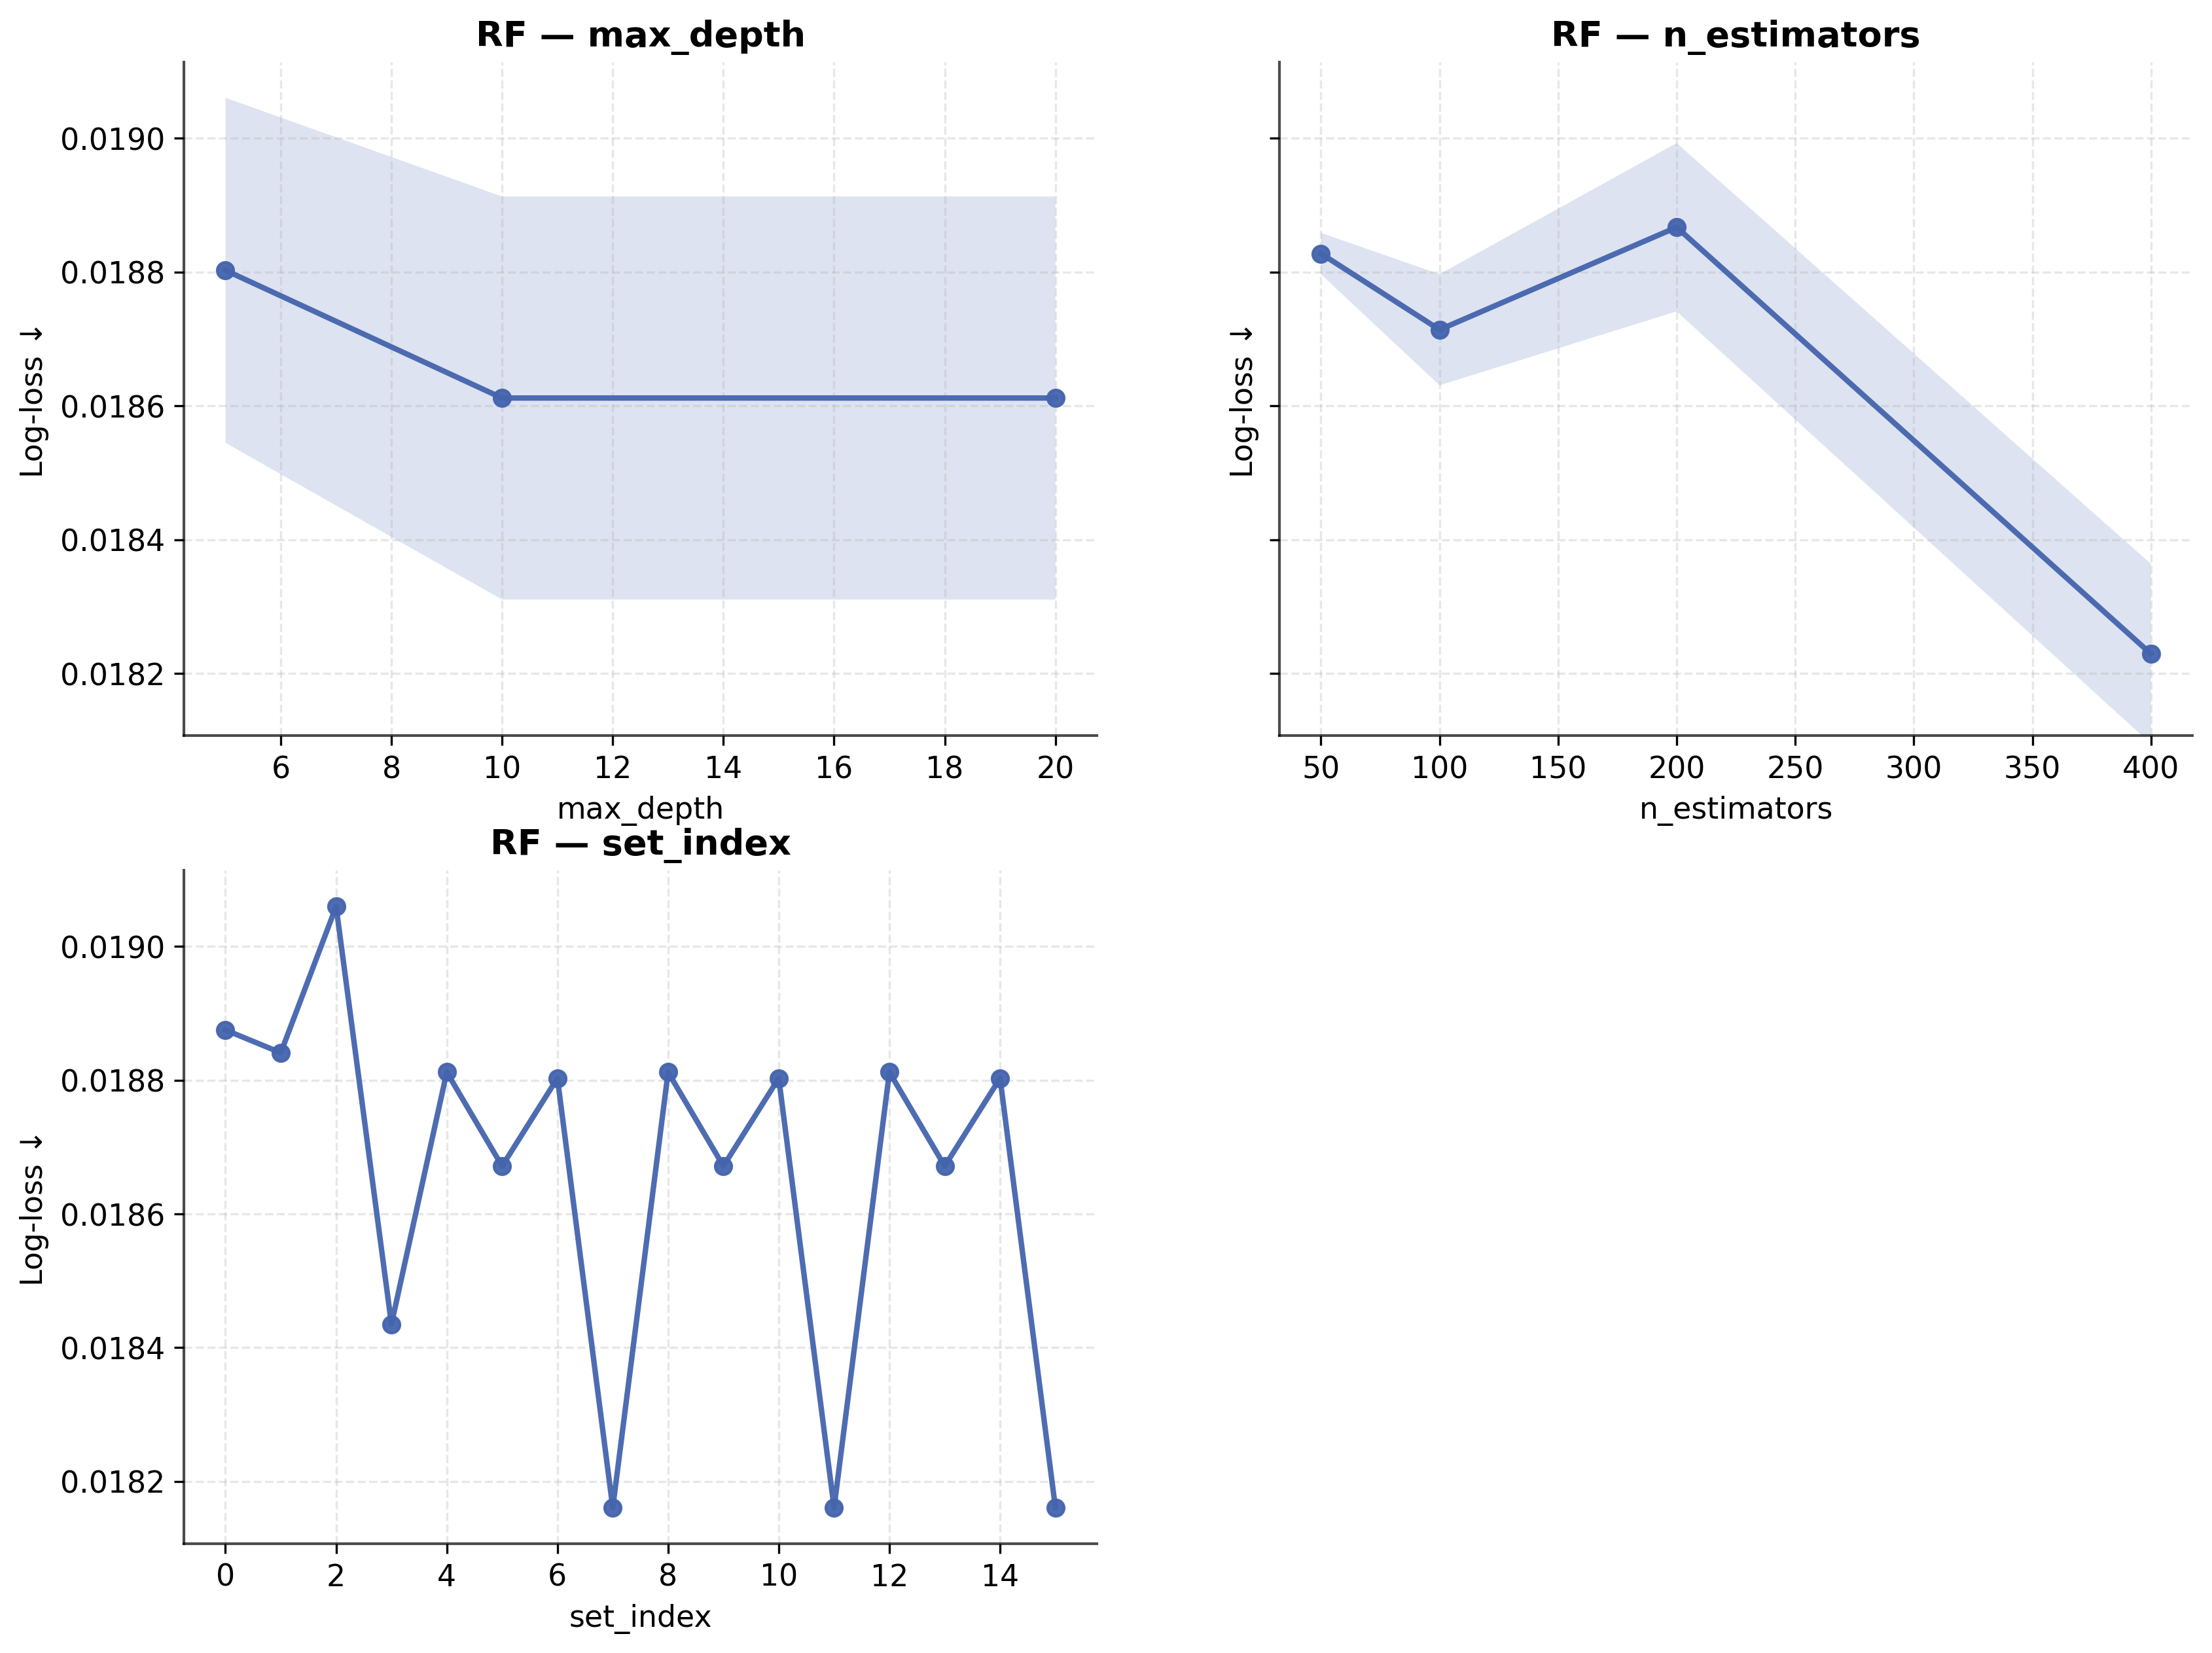 RF — max_depth
Log-loss ↓
0.0190
0.0188
0.0186
0.0184
0.0182
6 8 10 12 14 16 18 20
max_depth
RF — n_estimators
Log-loss ↓
50 100 150 200 250 300 350 400
n_estimators
RF — set_index
Log-loss ↓
0.0190
0.0188
0.0186
0.0184
0.0182
0 2 4 6 8 10 12 14
set_index